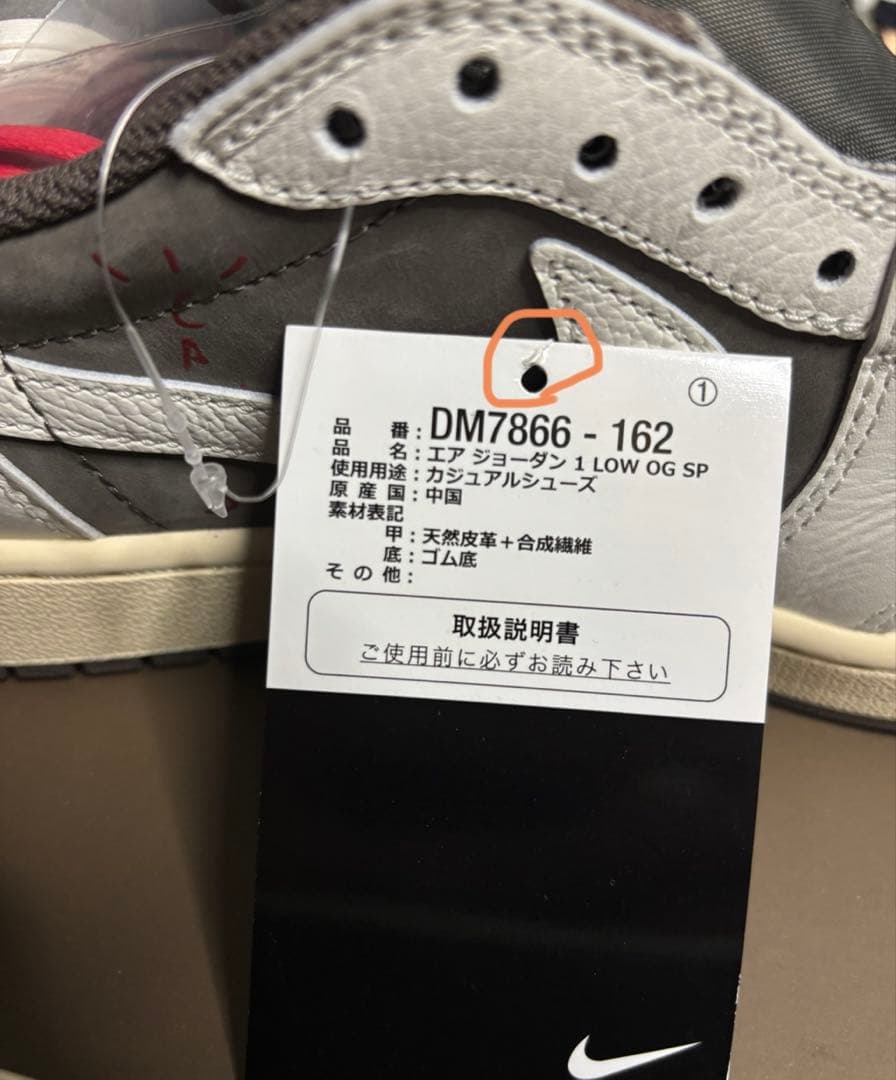 ①
品番：DM7866 - 162
品名：エア ジョーダン 1 LOW OG SP
使用用途：カジュアルシューズ
原産国：中国
素材表記
甲：天然皮革＋合成繊維
底：ゴム底
その他：
取扱説明書
ご使用前に必ずお読み下さい
CA